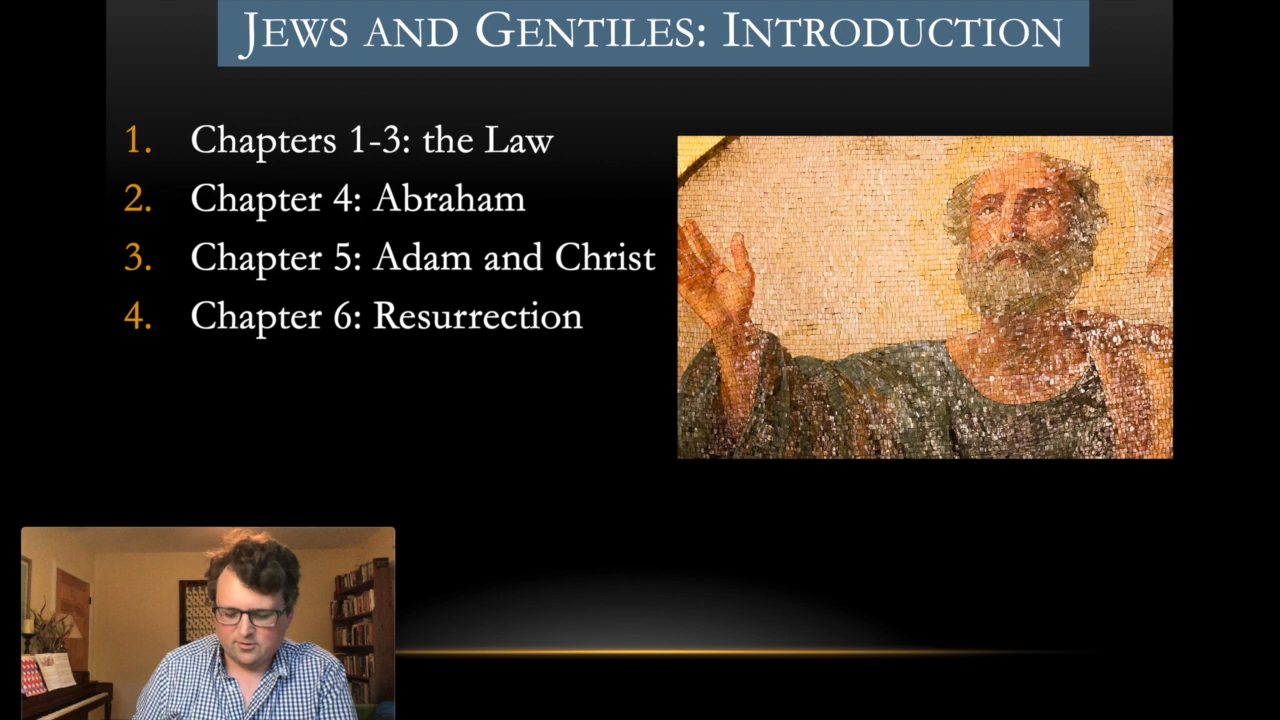 Jews and Gentiles: Introduction
1. Chapters 1-3: the Law
2. Chapter 4: Abraham
3. Chapter 5: Adam and Christ
4. Chapter 6: Resurrection